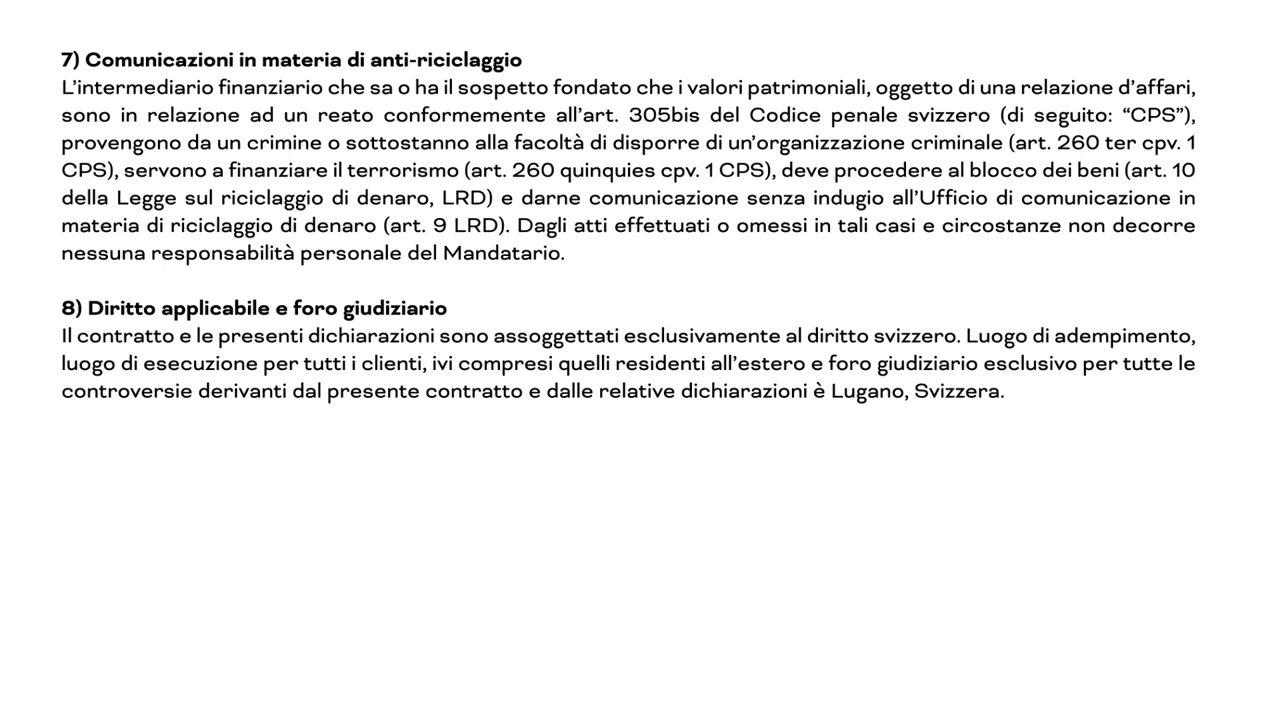 7) Comunicazioni in materia di anti-riciclaggio
L’intermediario finanziario che sa o ha il sospetto fondato che i valori patrimoniali, oggetto di una relazione d’affari,
sono in relazione ad un reato conformemente all’art. 305bis del Codice penale svizzero (di seguito: “CPS”),
provengono da un crimine o sottostanno alla facoltà di disporre di un’organizzazione criminale (art. 260 ter cpv. 1
CPS), servono a finanziare il terrorismo (art. 260 quinquies cpv. 1 CPS), deve procedere al blocco dei beni (art. 10
della Legge sul riciclaggio di denaro, LRD) e darne comunicazione senza indugio all’Ufficio di comunicazione in
materia di riciclaggio di denaro (art. 9 LRD). Dagli atti effettuati o omessi in tali casi e circostanze non decorre
nessuna responsabilità personale del Mandatario.
8) Diritto applicabile e foro giudiziario
Il contratto e le presenti dichiarazioni sono assoggettati esclusivamente al diritto svizzero. Luogo di adempimento,
luogo di esecuzione per tutti i clienti, ivi compresi quelli residenti all’estero e foro giudiziario esclusivo per tutte le
controversie derivanti dal presente contratto e dalle relative dichiarazioni è Lugano, Svizzera.